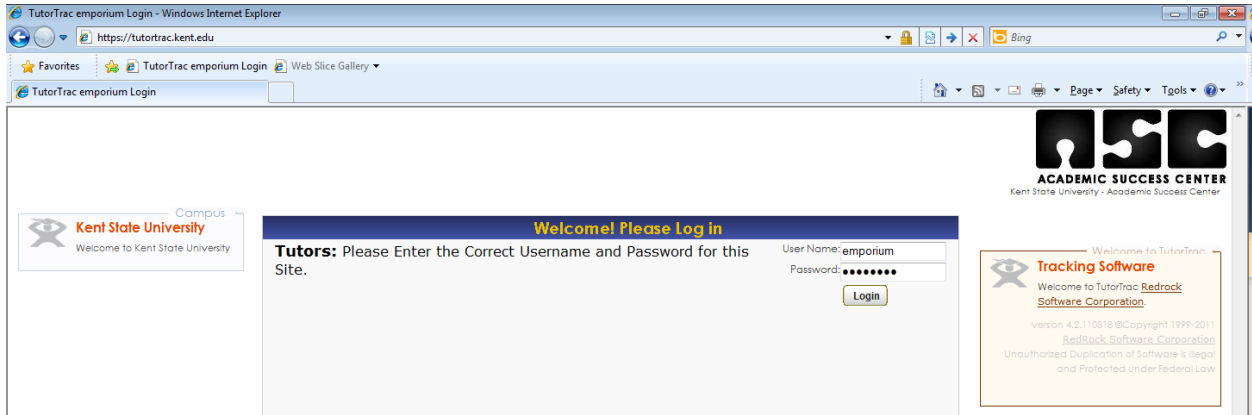 TutorTrac emporium Login - Windows Internet Explorer
https://tutortrac.kent.edu
Bing
Favorites
TutorTrac emporium Login
Web Slice Gallery
TutorTrac emporium Login
Page
Safety
Tools
ASC
ACADEMIC SUCCESS CENTER
Kent State University - Academic Success Center
Campus
Kent State University
Welcome to Kent State University
Welcome! Please Log in
Tutors: Please Enter the Correct Username and Password for this
Site.
User Name: emporium
Password: ••••••••
Login
Welcome to TutorTrac
Tracking Software
Welcome to TutorTrac Redrock
Software Corporation.
version 4.2.110818 ©Copyright 1999-2011
RedRock Software Corporation
Unauthorized Duplication of Software is Illegal
and Protected under Federal Law